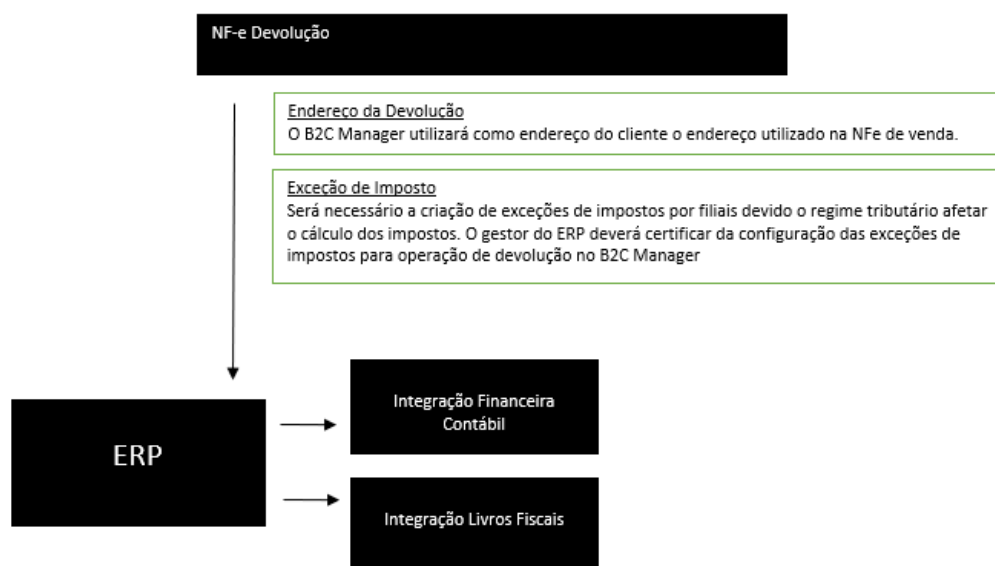 NF-e Devolução
Endereço da Devolução
O B2C Manager utilizará como endereço do cliente o endereço utilizado na NFe de venda.
Exceção de Imposto
Será necessário a criação de exceções de impostos por filiais devido o regime tributário afetar
o cálculo dos impostos. O gestor do ERP deverá certificar da configuração das exceções de
impostos para operação de devolução no B2C Manager
ERP
Integração Financeira
Contábil
Integração Livros Fiscais